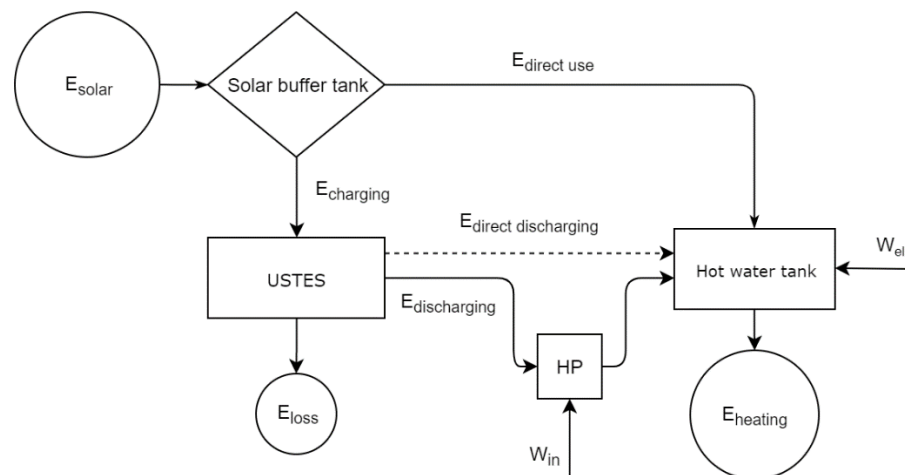 E_solar
Solar buffer tank
E_direct use
E_charging
E_direct discharging
USTES
E_discharging
Hot water tank
W_el
HP
E_loss
E_heating
W_in